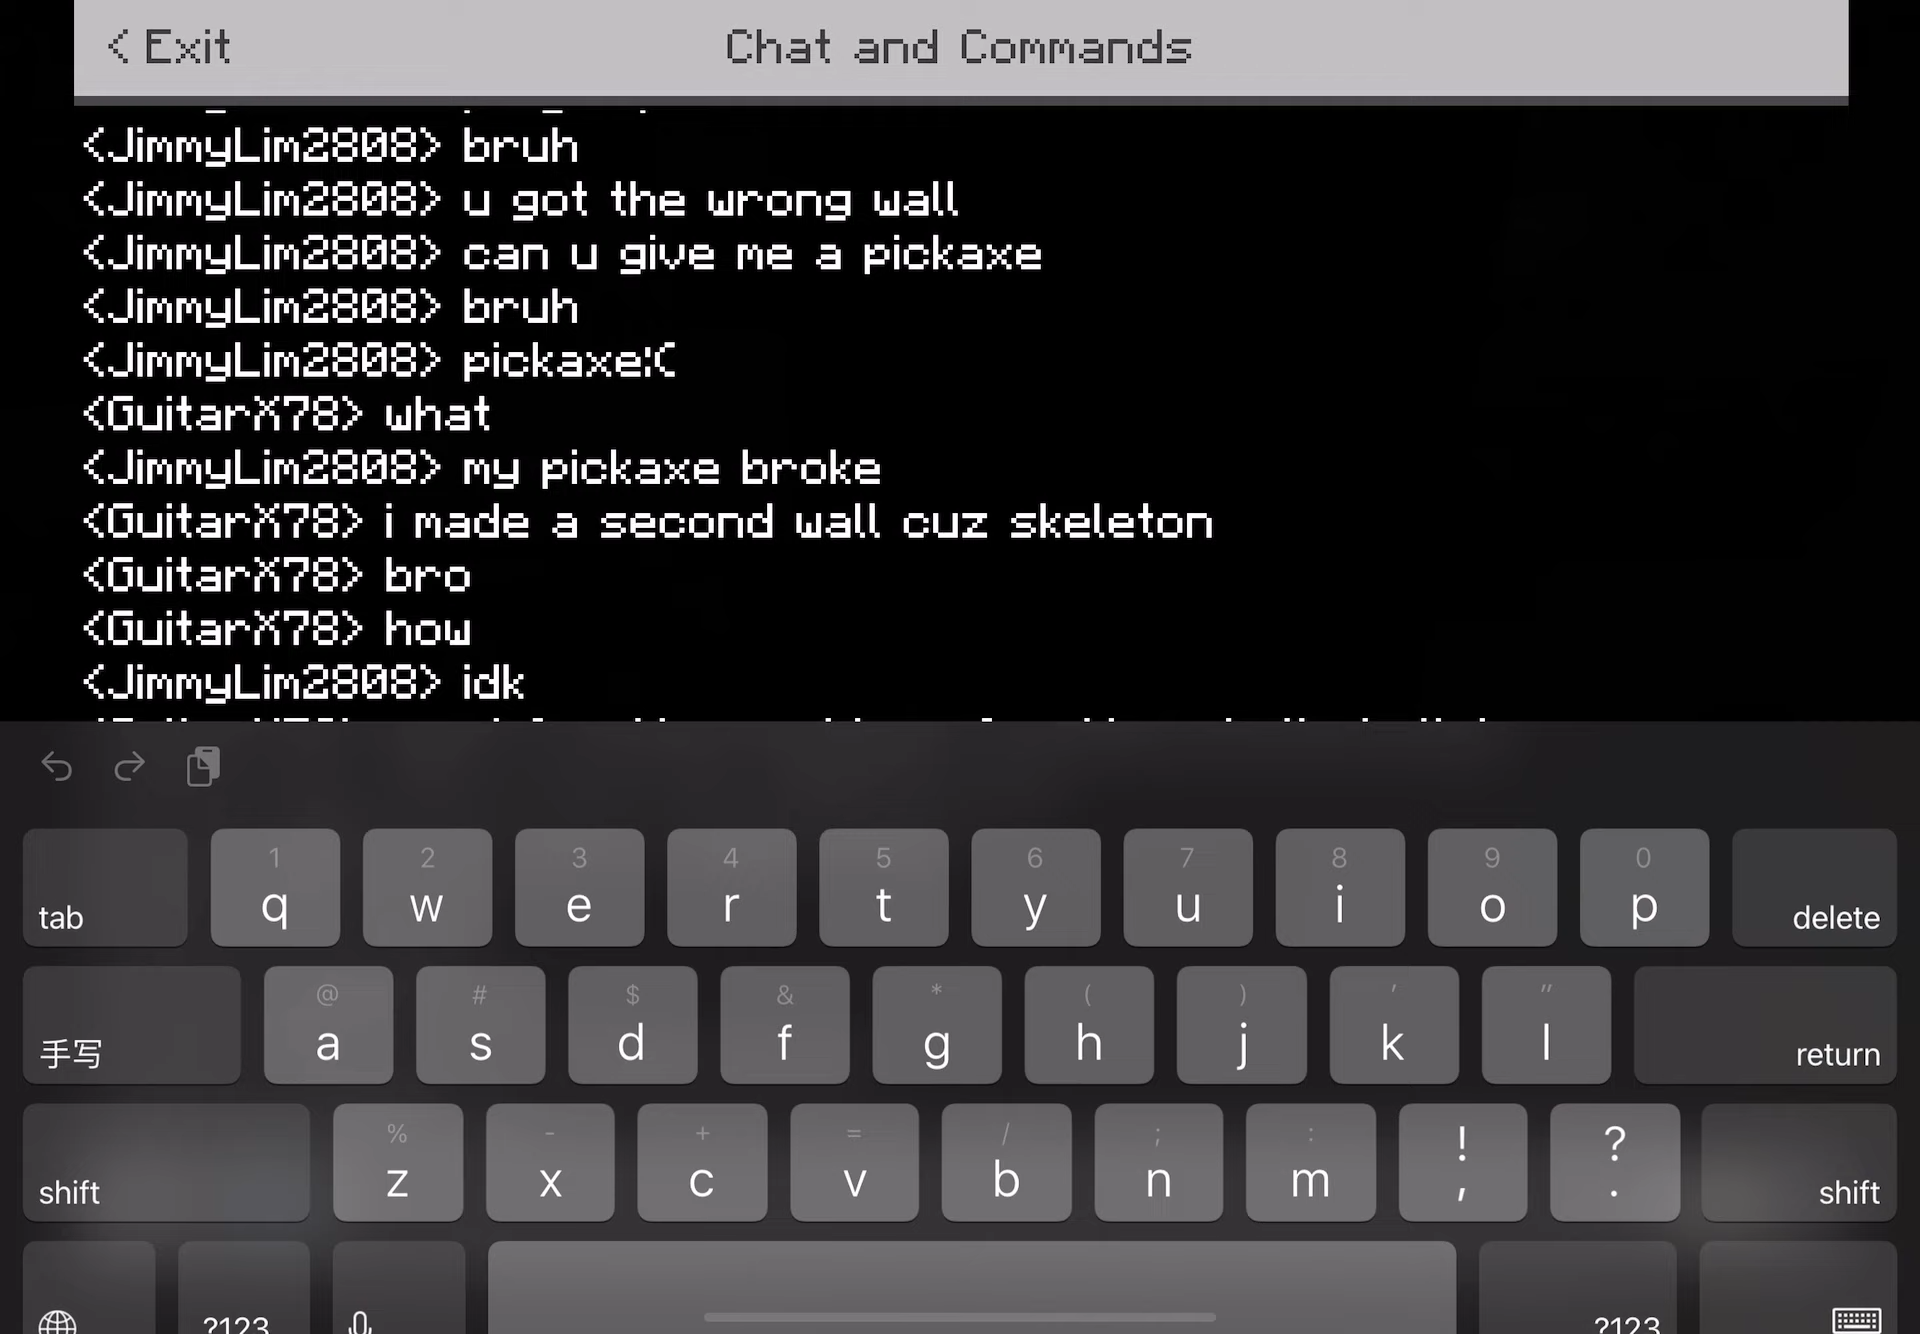 < Exit
Chat and Commands
<JimmyLim2808> bruh
<JimmyLim2808> u got the wrong wall
<JimmyLim2808> can u give me a pickaxe
<JimmyLim2808> bruh
<JimmyLim2808> pickaxe:(
<GuitarX78> what
<JimmyLim2808> my pickaxe broke
<GuitarX78> i made a second wall cuz skeleton
<GuitarX78> bro
<GuitarX78> how
<JimmyLim2808> idk
1 2 3 4 5 6 7 8 9 0
tab q w e r t y u i o p delete
@ # $ & * ( ) ' "
手写 a s d f g h j k l return
% - + = / ; : ! ?
shift z x c v b n m , . shift
?123 ?123